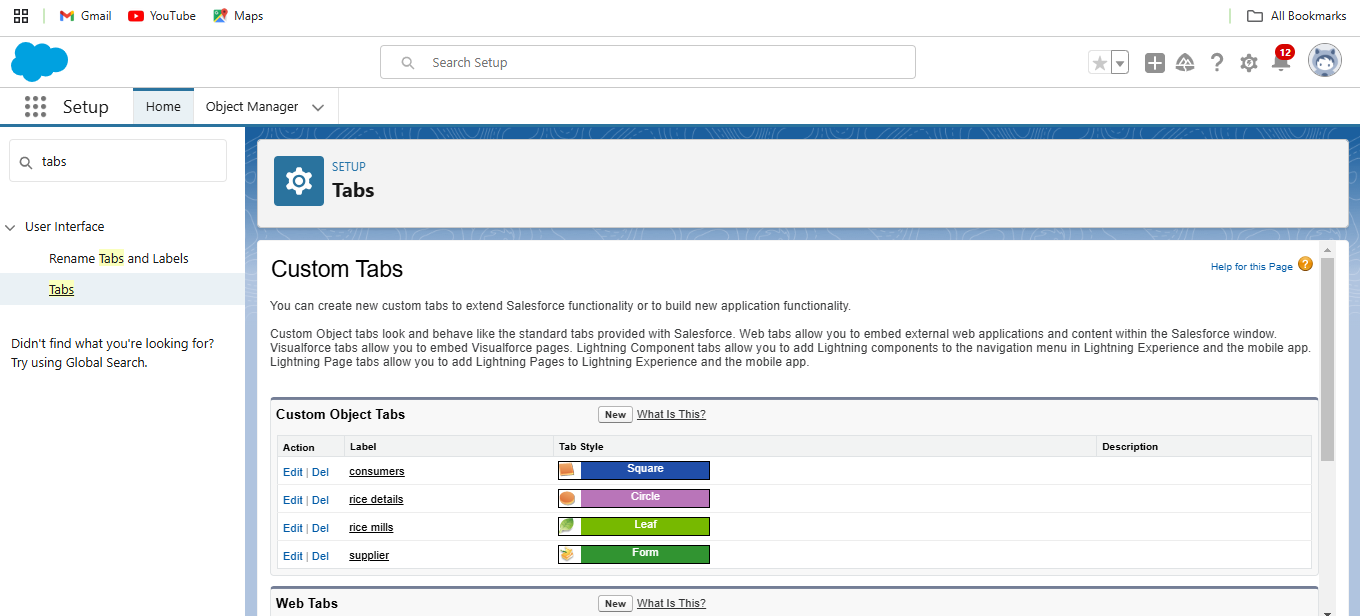 Gmail
YouTube
Maps
All Bookmarks
Search Setup
12
Setup
Home
Object Manager
tabs
User Interface
Rename Tabs and Labels
Tabs
Didn't find what you're looking for?
Try using Global Search.
SETUP
Tabs
Custom Tabs
Help for this Page ?
You can create new custom tabs to extend Salesforce functionality or to build new application functionality.
Custom Object tabs look and behave like the standard tabs provided with Salesforce. Web tabs allow you to embed external web applications and content within the Salesforce window.
Visualforce tabs allow you to embed Visualforce pages. Lightning Component tabs allow you to add Lightning components to the navigation menu in Lightning Experience and the mobile app.
Lightning Page tabs allow you to add Lightning Pages to Lightning Experience and the mobile app.
Custom Object Tabs New What Is This?
Action Label Tab Style Description
Edit | Del consumers Square
Edit | Del rice details Circle
Edit | Del rice mills Leaf
Edit | Del supplier Form
Web Tabs New What Is This?